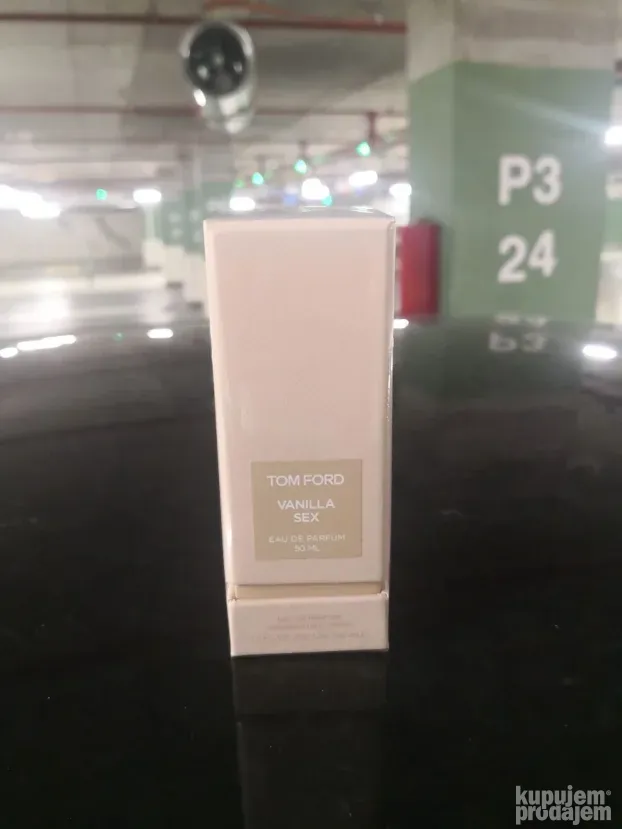 P3
24
TOM FORD
VANILLA
SEX
EAU DE PARFUM
50 ML
kupujem
prodajem